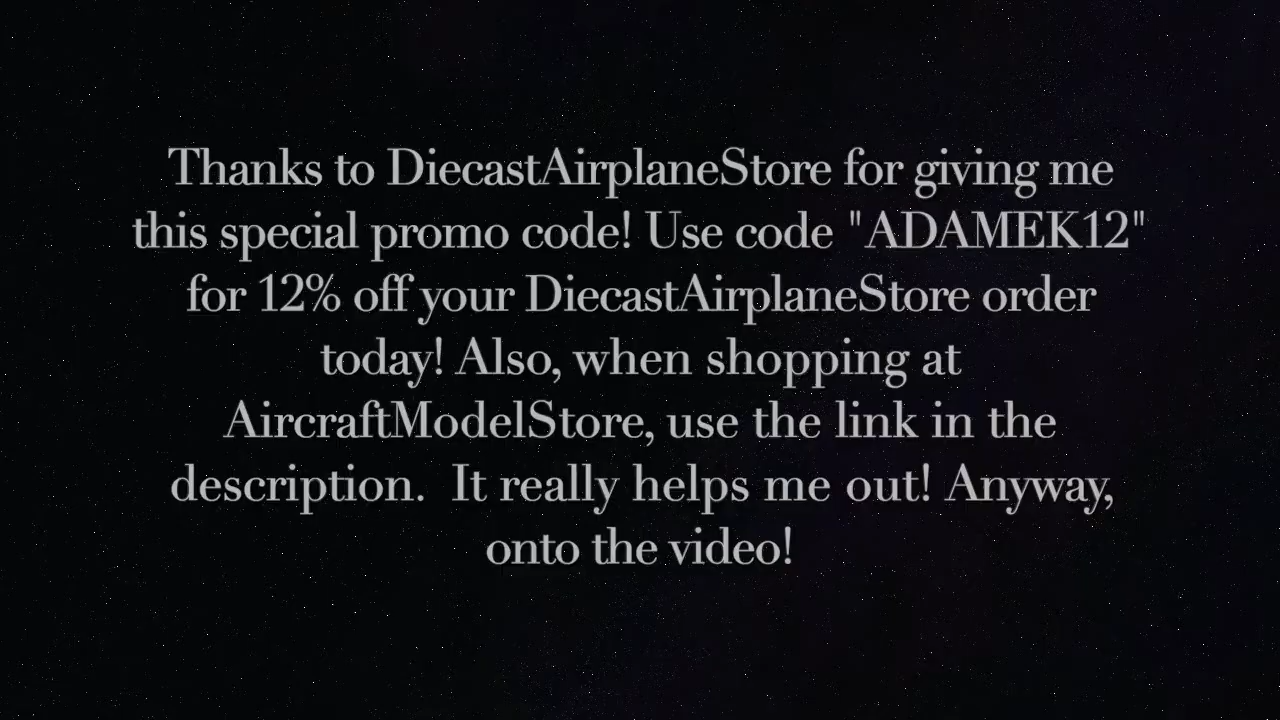 Thanks to DiecastAirplaneStore for giving me
this special promo code! Use code "ADAMEK12"
for 12% off your DiecastAirplaneStore order
today! Also, when shopping at
AircraftModelStore, use the link in the
description.  It really helps me out! Anyway,
onto the video!